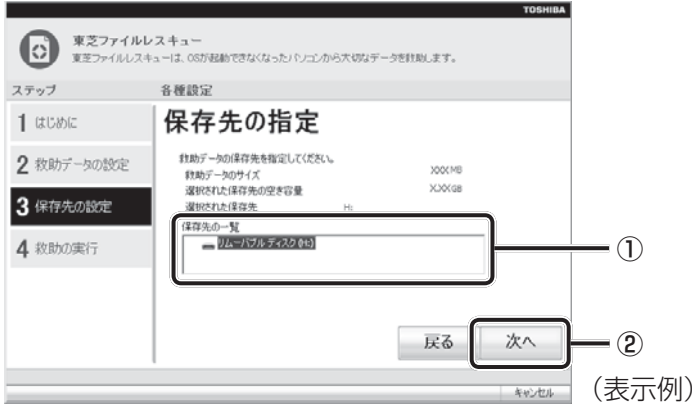 TOSHIBA
東芝ファイルレスキュー
東芝ファイルレスキューは、OSが起動できなくなったパソコンから大切なデータを救助します。
ステップ 各種設定
1 はじめに
2 救助データの設定
3 保存先の設定
4 救助の実行
保存先の指定
救助データの保存先を指定してください。
救助データのサイズ XXXMB
選択された保存先の空き容量 X.XXGB
選択された保存先 H:
保存先の一覧
リムーバブル ディスク(H:)
①
戻る 次へ
②
キャンセル
(表示例)